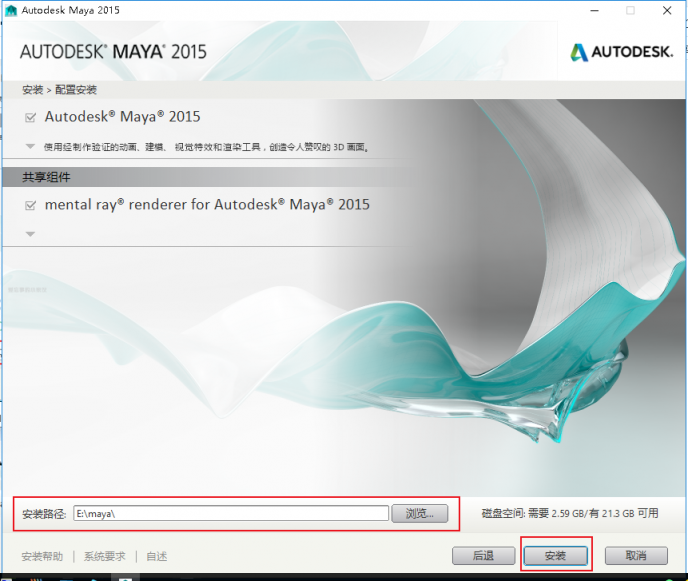 Autodesk Maya 2015
AUTODESK® MAYA® 2015
AUTODESK.
安装 > 配置安装
Autodesk® Maya® 2015
使用经制作验证的动画、建模、视觉特效和渲染工具，创造令人赞叹的 3D 画面。
共享组件
mental ray® renderer for Autodesk® Maya® 2015
安装路径: E:\maya\ 浏览... 磁盘空间: 需要 2.59 GB/有 21.3 GB 可用
安装帮助 | 系统要求 | 自述 后退 安装 取消